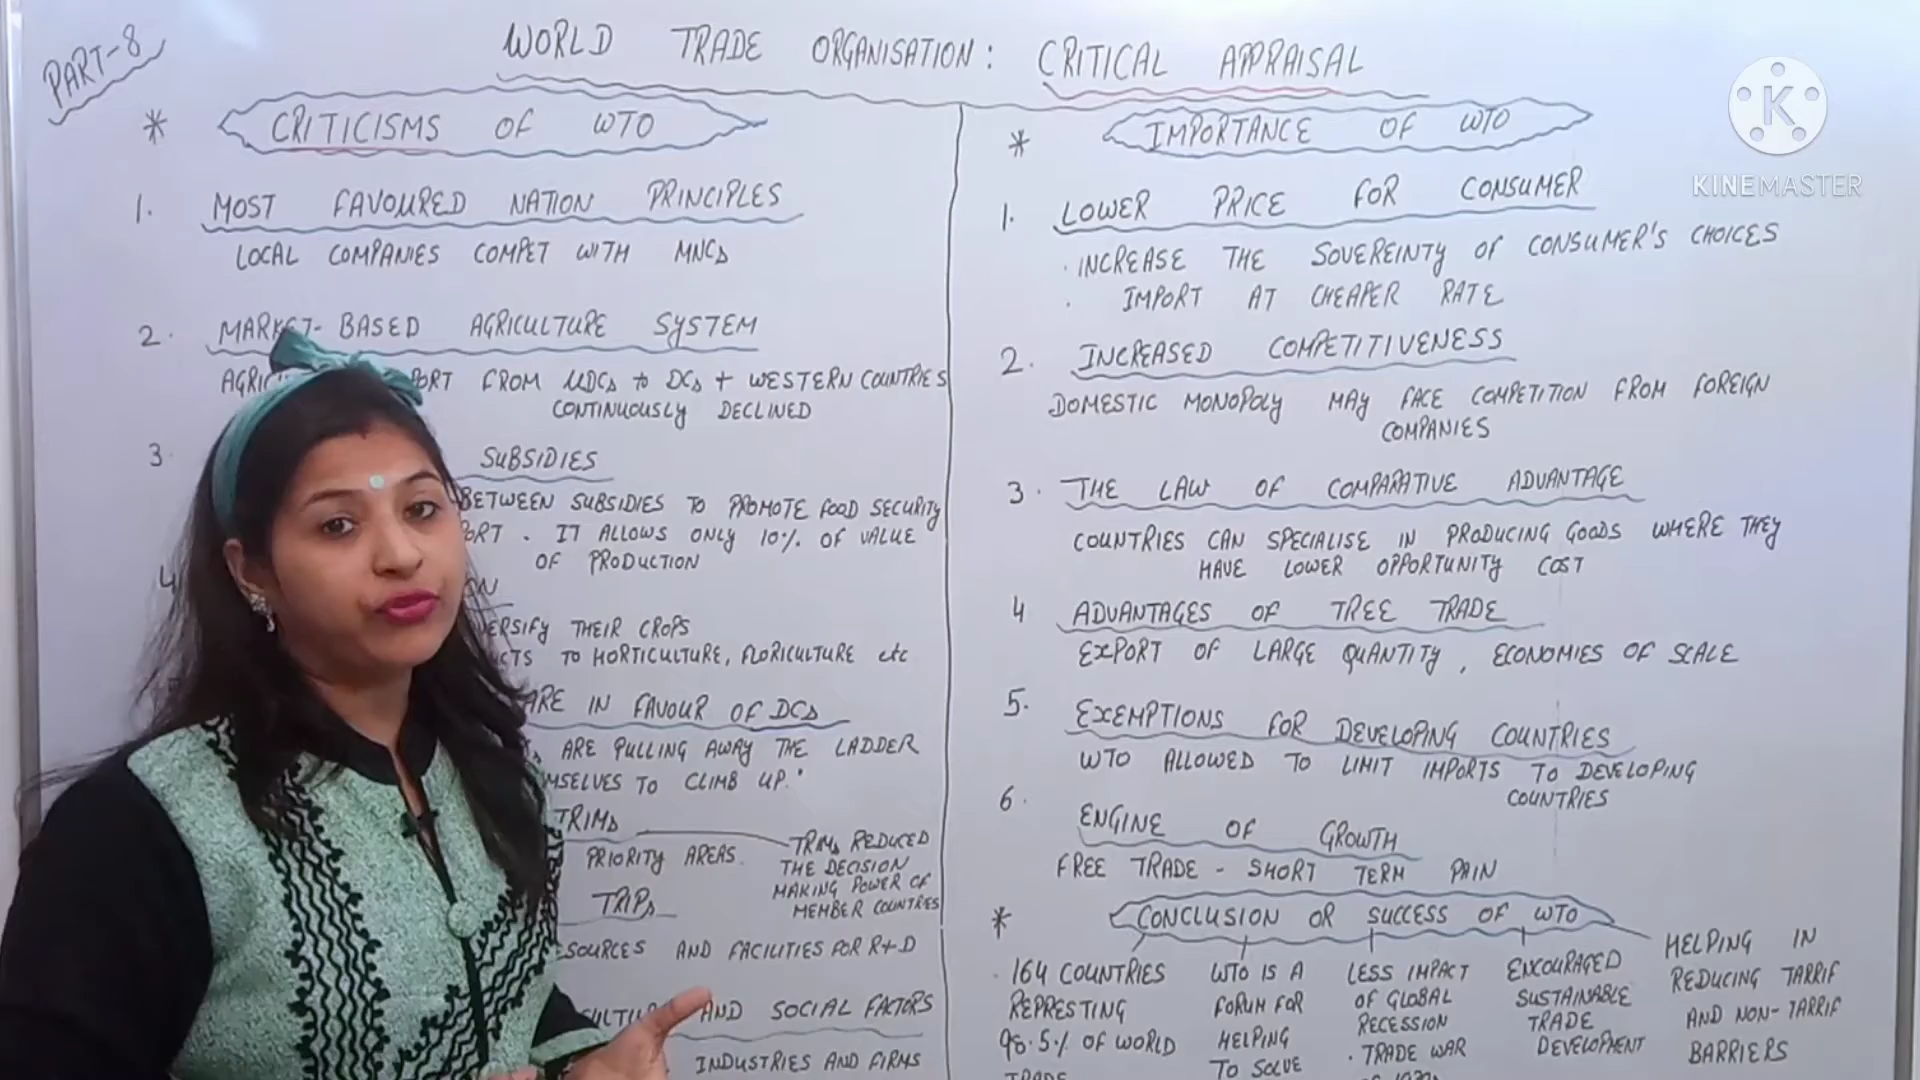 PART-8
WORLD TRADE ORGANISATION: CRITICAL APPRAISAL
* CRITICISMS OF WTO
1. MOST FAVOURED NATION PRINCIPLES
LOCAL COMPANIES COMPET WITH MNCs
2. MARKET-BASED AGRICULTURE SYSTEM
FROM UDCs to DCs + WESTERN COUNTRIES
CONTINUOUSLY DECLINED
3. SUBSIDIES
BETWEEN SUBSIDIES TO PROMOTE FOOD SECURITY
. IT ALLOWS ONLY 10% OF VALUE
OF PRODUCTION
4
THEIR CROPS
TO HORTICULTURE, FLORICULTURE etc
ARE IN FAVOUR OF DCs
ARE PULLING AWAY THE LADDER
TO CLIMB UP."
TRIMs
TRIMs REDUCED
PRIORITY AREAS.
THE DECISION
MAKING POWER OF
MEMBER COUNTRES
TRIPs
AND FACILITIES FOR R+D
AND SOCIAL FACTORS
INDUSTRIES AND FIRMS
* IMPORTANCE OF WTO
1. LOWER PRICE FOR CONSUMER
. INCREASE THE SOVEREINTY OF CONSUMER'S CHOICES
. IMPORT AT CHEAPER RATE
2. INCREASED COMPETITIVENESS
DOMESTIC MONOPOLY MAY FACE COMPETITION FROM FOREIGN
COMPANIES
3. THE LAW OF COMPARATIVE ADVANTAGE
COUNTRIES CAN SPECIALISE IN PRODUCING GOODS WHERE THEY
HAVE LOWER OPPORTUNITY COST
4 ADVANTAGES OF TREE TRADE
EXPORT OF LARGE QUANTITY, ECONOMIES OF SCALE
5. EXEMPTIONS FOR DEVELOPING COUNTRIES
WTO ALLOWED TO LIMIT IMPORTS TO DEVELOPING
COUNTRIES
6. ENGINE OF GROWTH
FREE TRADE - SHORT TERM PAIN
* CONCLUSION OR SUCCESS OF WTO
. 164 COUNTRIES
REPRESTING
98.5% OF WORLD
TRADE
WTO IS A
FORUM FOR
HELPING
TO SOLVE
LESS IMPACT
OF GLOBAL
RECESSION
. TRADE WAR
ENCOURAGED
SUSTAINABLE
TRADE
DEVELOPMENT
HELPING IN
REDUCING TARRIF
AND NON-TARRIF
BARRIERS
K
KINEMASTER